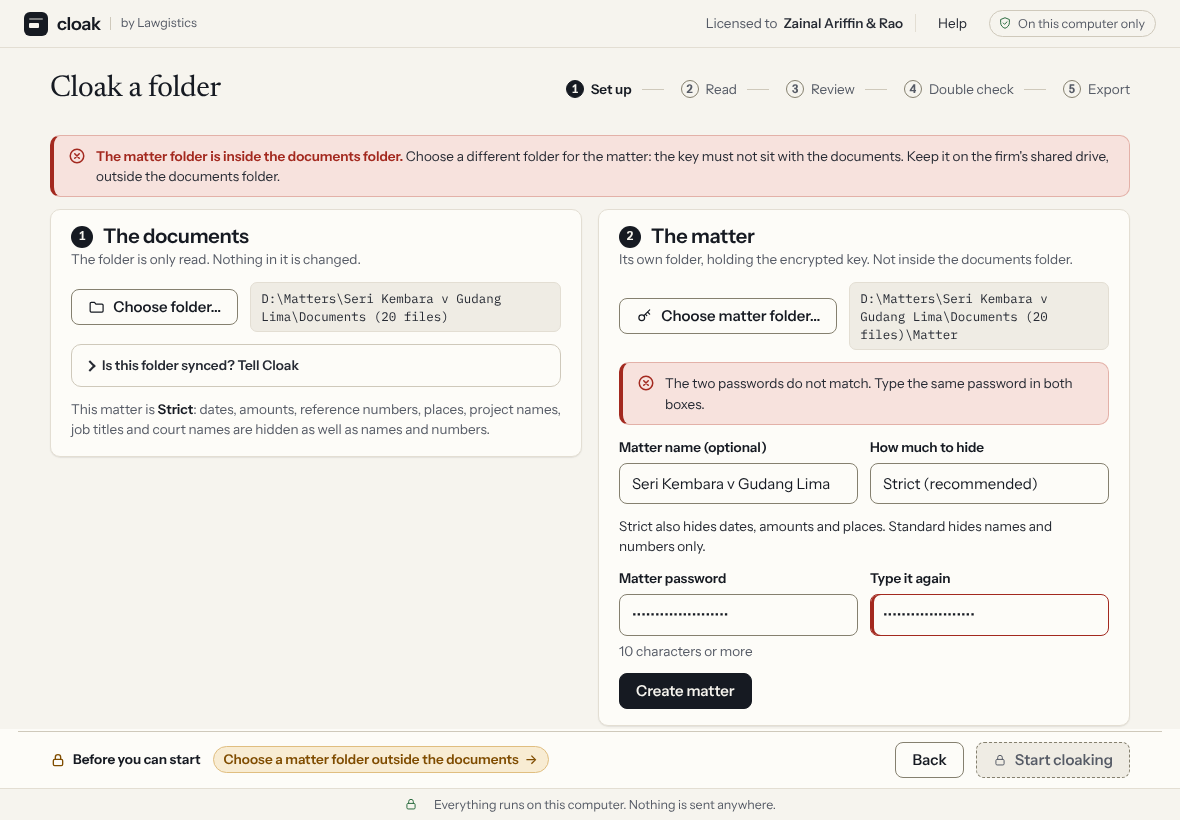 cloak
by Lawgistics
Licensed to Zainal Ariffin & Rao
Help
On this computer only
Cloak a folder
1 Set up
2 Read
3 Review
4 Double check
5 Export
The matter folder is inside the documents folder. Choose a different folder for the matter: the key must not sit with the documents. Keep it on the firm's shared drive,
outside the documents folder.
1 The documents
The folder is only read. Nothing in it is changed.
Choose folder...
D:\Matters\Seri Kembara v Gudang
Lima\Documents (20 files)
Is this folder synced? Tell Cloak
This matter is Strict: dates, amounts, reference numbers, places, project names,
job titles and court names are hidden as well as names and numbers.
2 The matter
Its own folder, holding the encrypted key. Not inside the documents folder.
Choose matter folder...
D:\Matters\Seri Kembara v
Gudang Lima\Documents (20
files)\Matter
The two passwords do not match. Type the same password in both
boxes.
Matter name (optional)
How much to hide
Seri Kembara v Gudang Lima
Strict (recommended)
Strict also hides dates, amounts and places. Standard hides names and
numbers only.
Matter password
Type it again
10 characters or more
Create matter
Before you can start
Choose a matter folder outside the documents →
Back
Start cloaking
Everything runs on this computer. Nothing is sent anywhere.